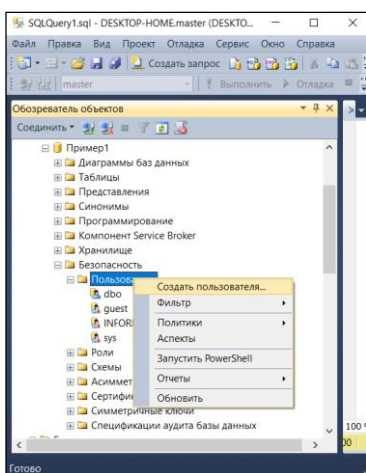 SQLQuery1.sql - DESKTOP-HOME.master (DESKTO...
Файл Правка Вид Проект Отладка Сервис Окно Справка
Создать запрос
master Выполнить Отладка
Обозреватель объектов
Соединить
Пример1
Диаграммы баз данных
Таблицы
Представления
Синонимы
Программирование
Компонент Service Broker
Хранилище
Безопасность
Пользова
Создать пользователя...
dbo
guest
Фильтр
INFOR
Политики
sys
Аспекты
Роли
Запустить PowerShell
Схемы
Асиммет
Отчеты
Сертифи
Обновить
Симметричные ключи
Спецификации аудита базы данных
100 %
Готово